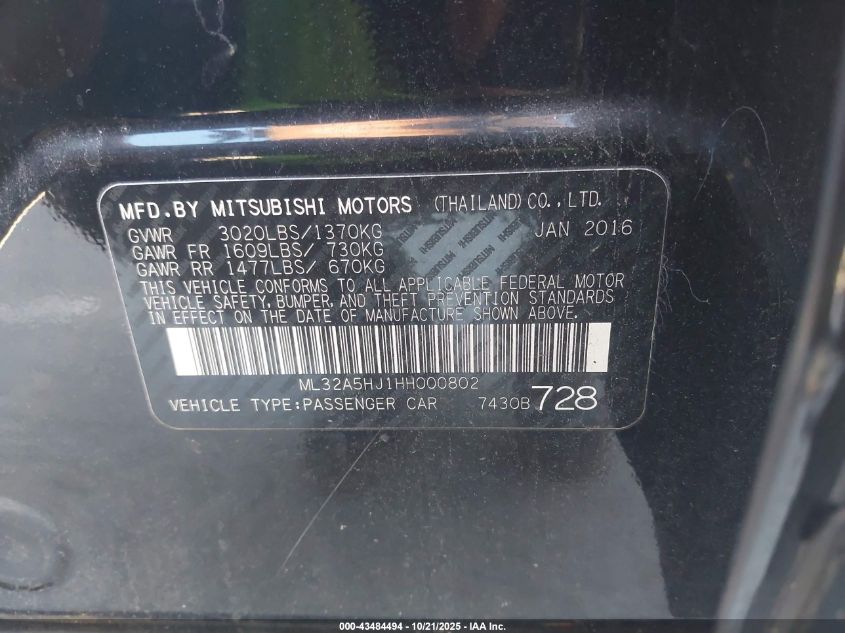 MFD.BY MITSUBISHI MOTORS (THAILAND)CO.,LTD.
GVWR 3020LBS/1370KG JAN 2016
GAWR FR 1609LBS/ 730KG
GAWR RR 1477LBS/ 670KG
THIS VEHICLE CONFORMS TO ALL APPLICABLE FEDERAL MOTOR
VEHICLE SAFETY, BUMPER, AND THEFT PREVENTION STANDARDS
IN EFFECT ON THE DATE OF MANUFACTURE SHOWN ABOVE.
ML32A5HJ1HH000802
VEHICLE TYPE:PASSENGER CAR 7430B 728
000-43484494 - 10/21/2025 - IAA Inc.